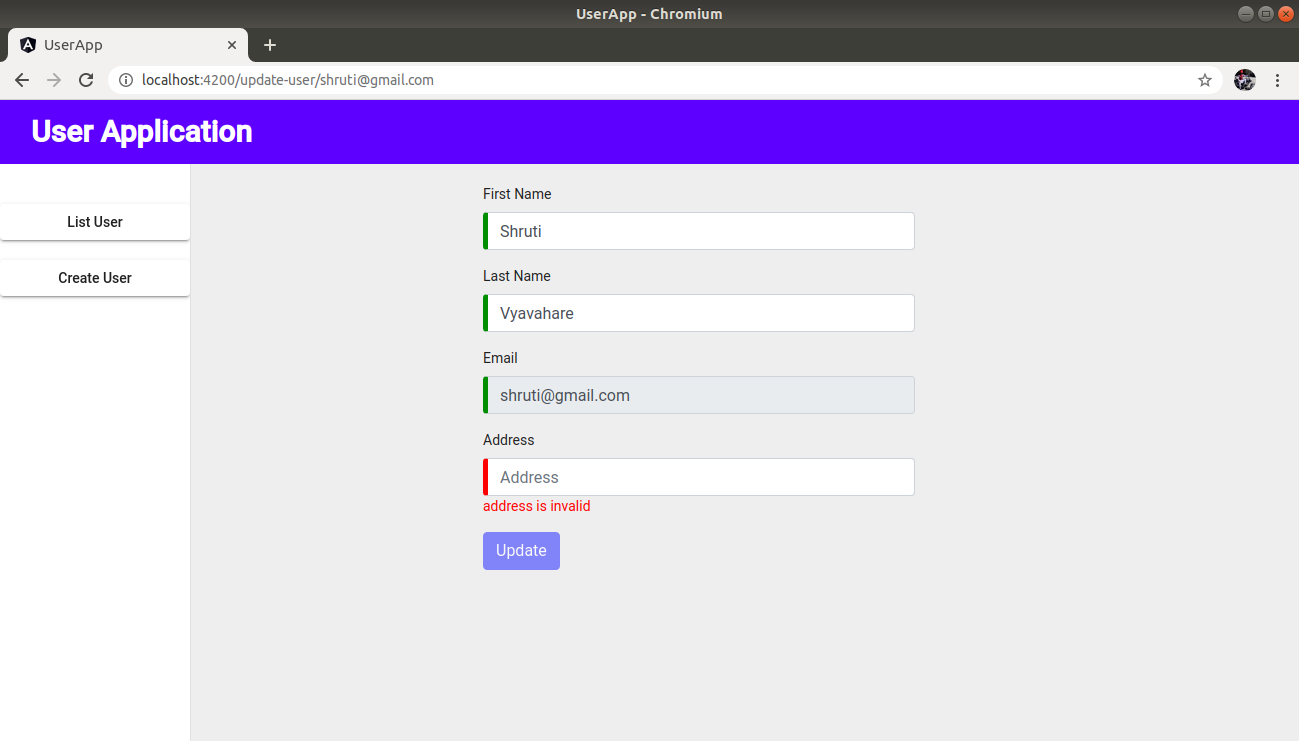 UserApp - Chromium
UserApp
localhost:4200/update-user/shruti@gmail.com
User Application
List User
Create User
First Name
Shruti
Last Name
Vyavahare
Email
shruti@gmail.com
Address
Address
address is invalid
Update